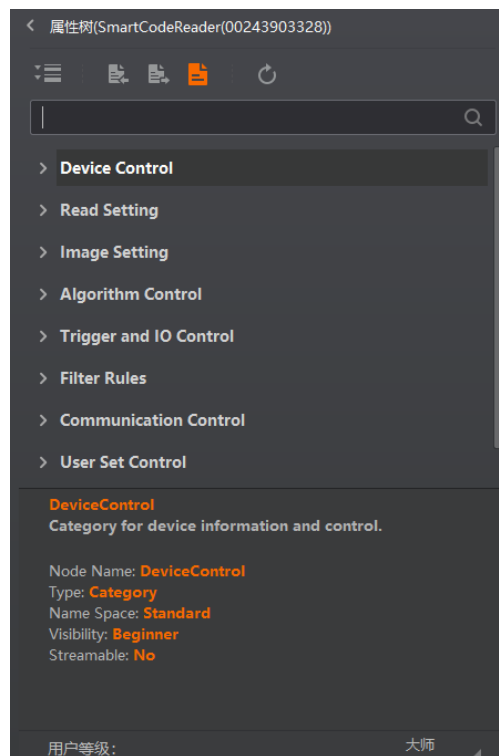 属性树(SmartCodeReader(00243903328))
Device Control
Read Setting
Image Setting
Algorithm Control
Trigger and IO Control
Filter Rules
Communication Control
User Set Control
DeviceControl
Category for device information and control.
Node Name: DeviceControl
Type: Category
Name Space: Standard
Visibility: Beginner
Streamable: No
用户等级： 大师